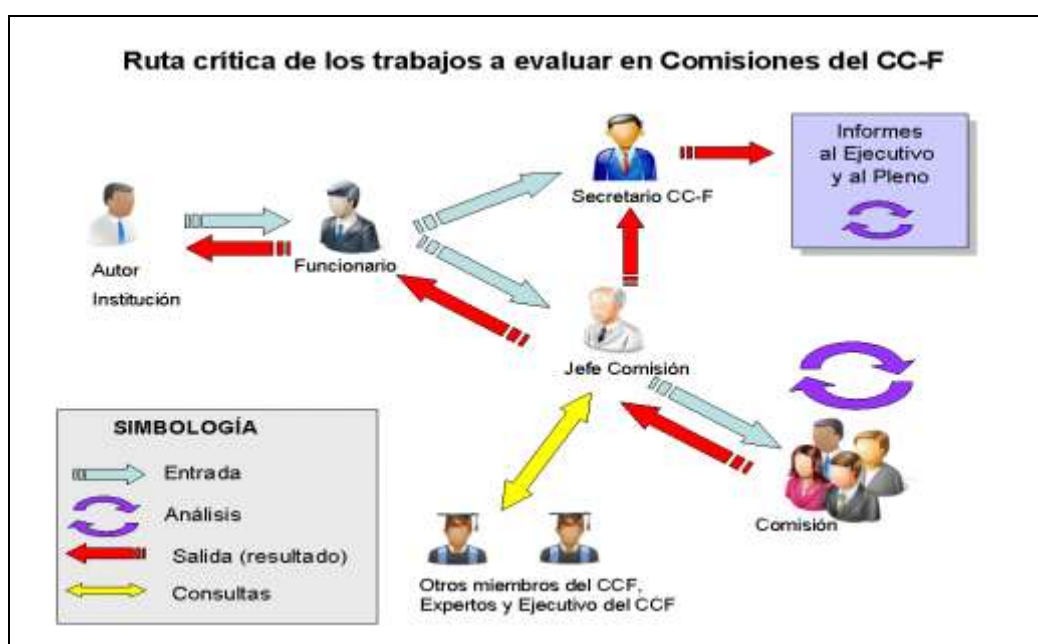 Ruta crítica de los trabajos a evaluar en Comisiones del CC-F
Informes
al Ejecutivo
y al Pleno
Secretario CC-F
Funcionario
Autor
Institución
Jefe Comisión
SIMBOLOGÍA
Entrada
Análisis
Salida (resultado)
Consultas
Comisión
Otros miembros del CCF,
Expertos y Ejecutivo del CCF